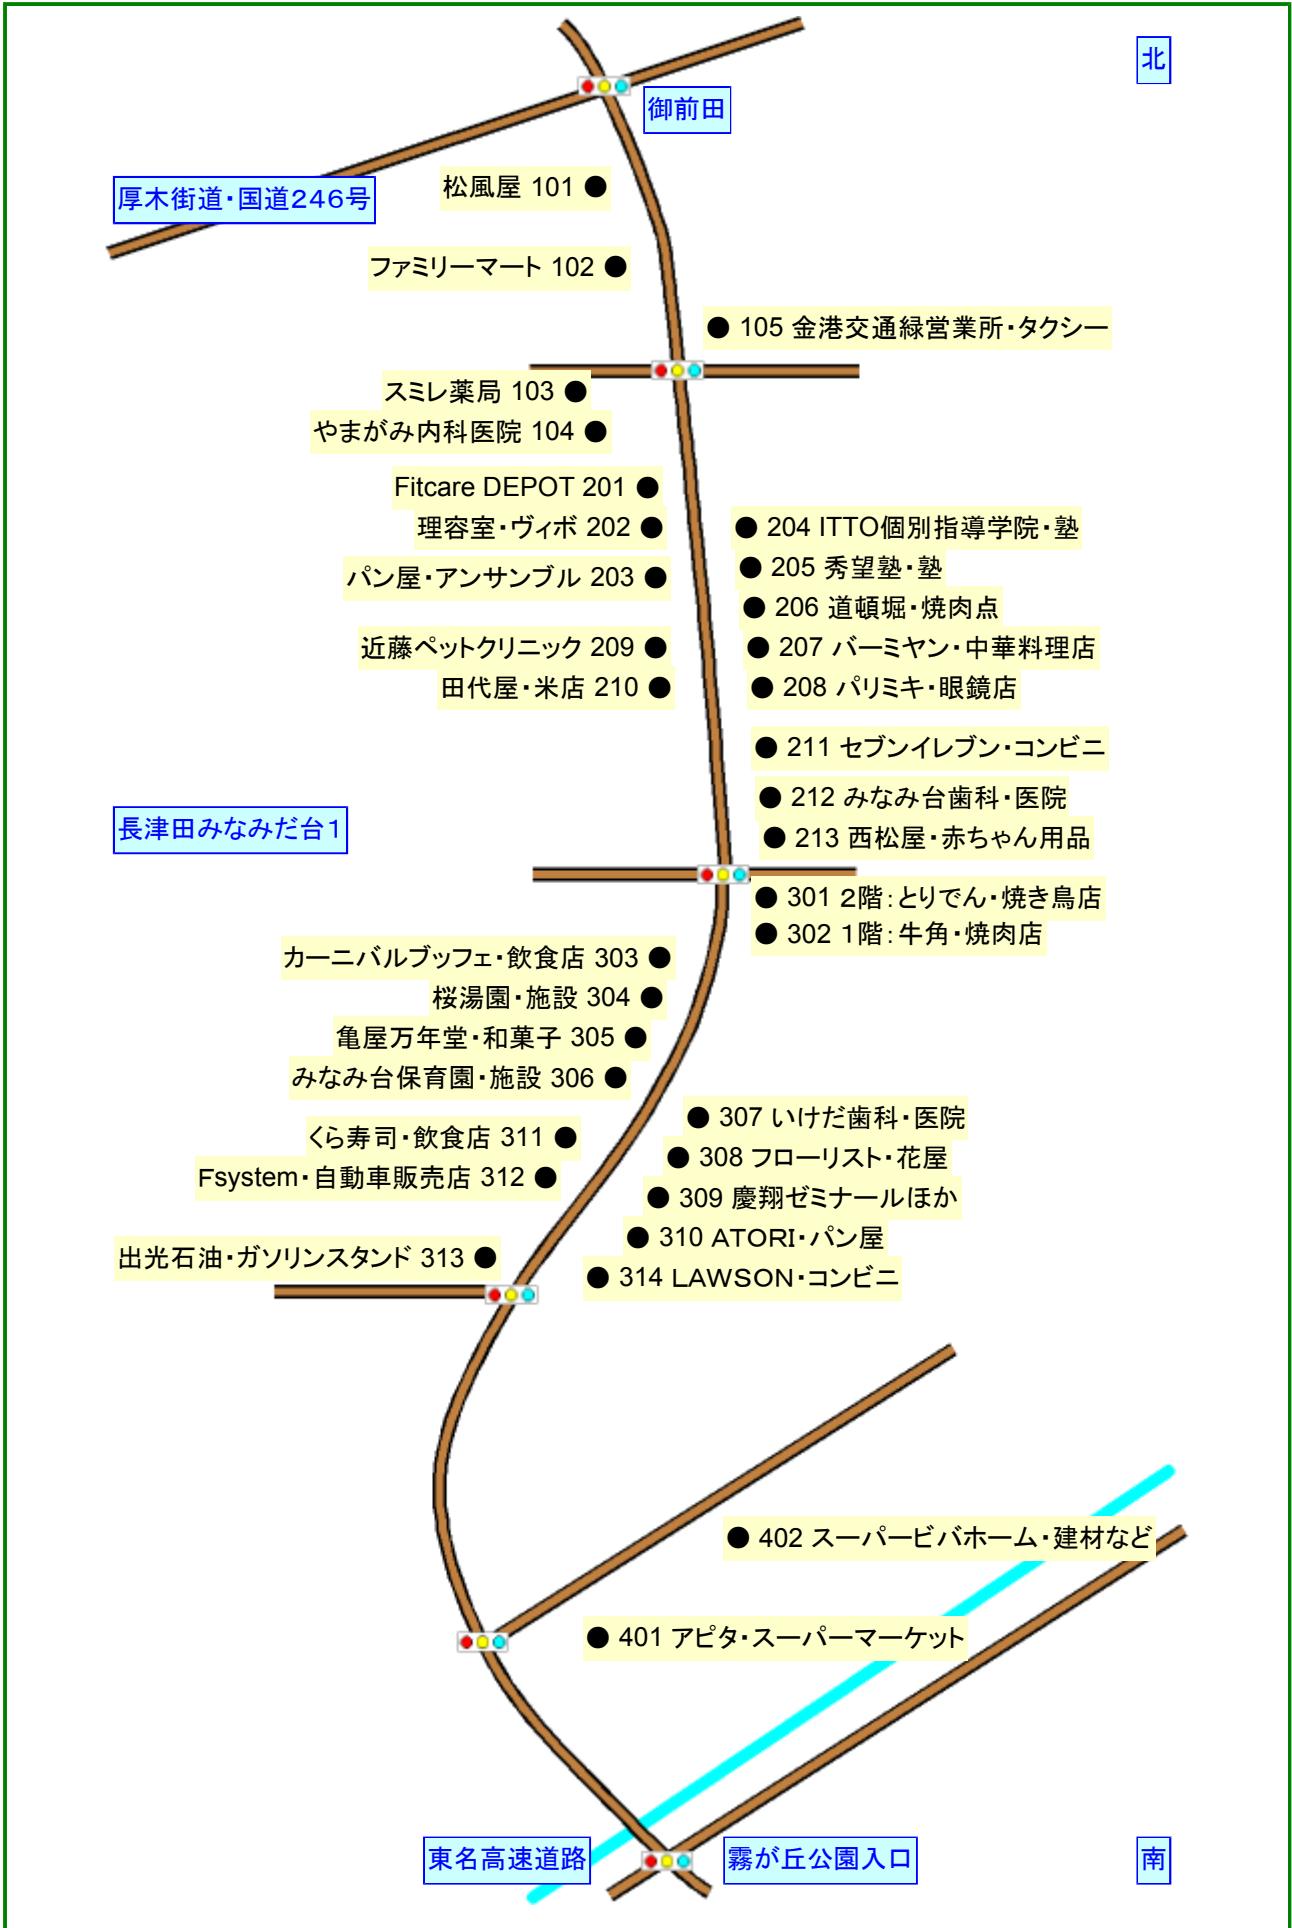 北
御前田
松風屋 101 ●
厚木街道・国道246号
ファミリーマート 102 ●
● 105 金港交通緑営業所・タクシー
スミレ薬局 103 ●
やまがみ内科医院 104 ●
Fitcare DEPOT 201 ●
理容室・ヴィボ 202 ●
● 204 ITTO個別指導学院・塾
● 205 秀望塾・塾
パン屋・アンサンブル 203 ●
● 206 道頓堀・焼肉点
近藤ペットクリニック 209 ●
● 207 バーミヤン・中華料理店
田代屋・米店 210 ●
● 208 パリミキ・眼鏡店
● 211 セブンイレブン・コンビニ
● 212 みなみ台歯科・医院
長津田みなみだ台1
● 213 西松屋・赤ちゃん用品
● 301 2階：とりでん・焼き鳥店
● 302 1階：牛角・焼肉店
カーニバルブッフェ・飲食店 303 ●
桜湯園・施設 304 ●
亀屋万年堂・和菓子 305 ●
みなみ台保育園・施設 306 ●
● 307 いけだ歯科・医院
くら寿司・飲食店 311 ●
● 308 フローリスト・花屋
Fsystem・自動車販売店 312 ●
● 309 慶翔ゼミナールほか
● 310 ATORI・パン屋
出光石油・ガソリンスタンド 313 ●
● 314 LAWSON・コンビニ
● 402 スーパービバホーム・建材など
● 401 アピタ・スーパーマーケット
東名高速道路
霧が丘公園入口
南